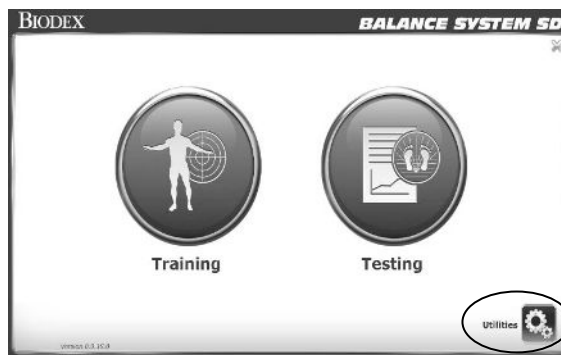 BIODEX
BALANCE SYSTEM SD
Training
Testing
Utilities